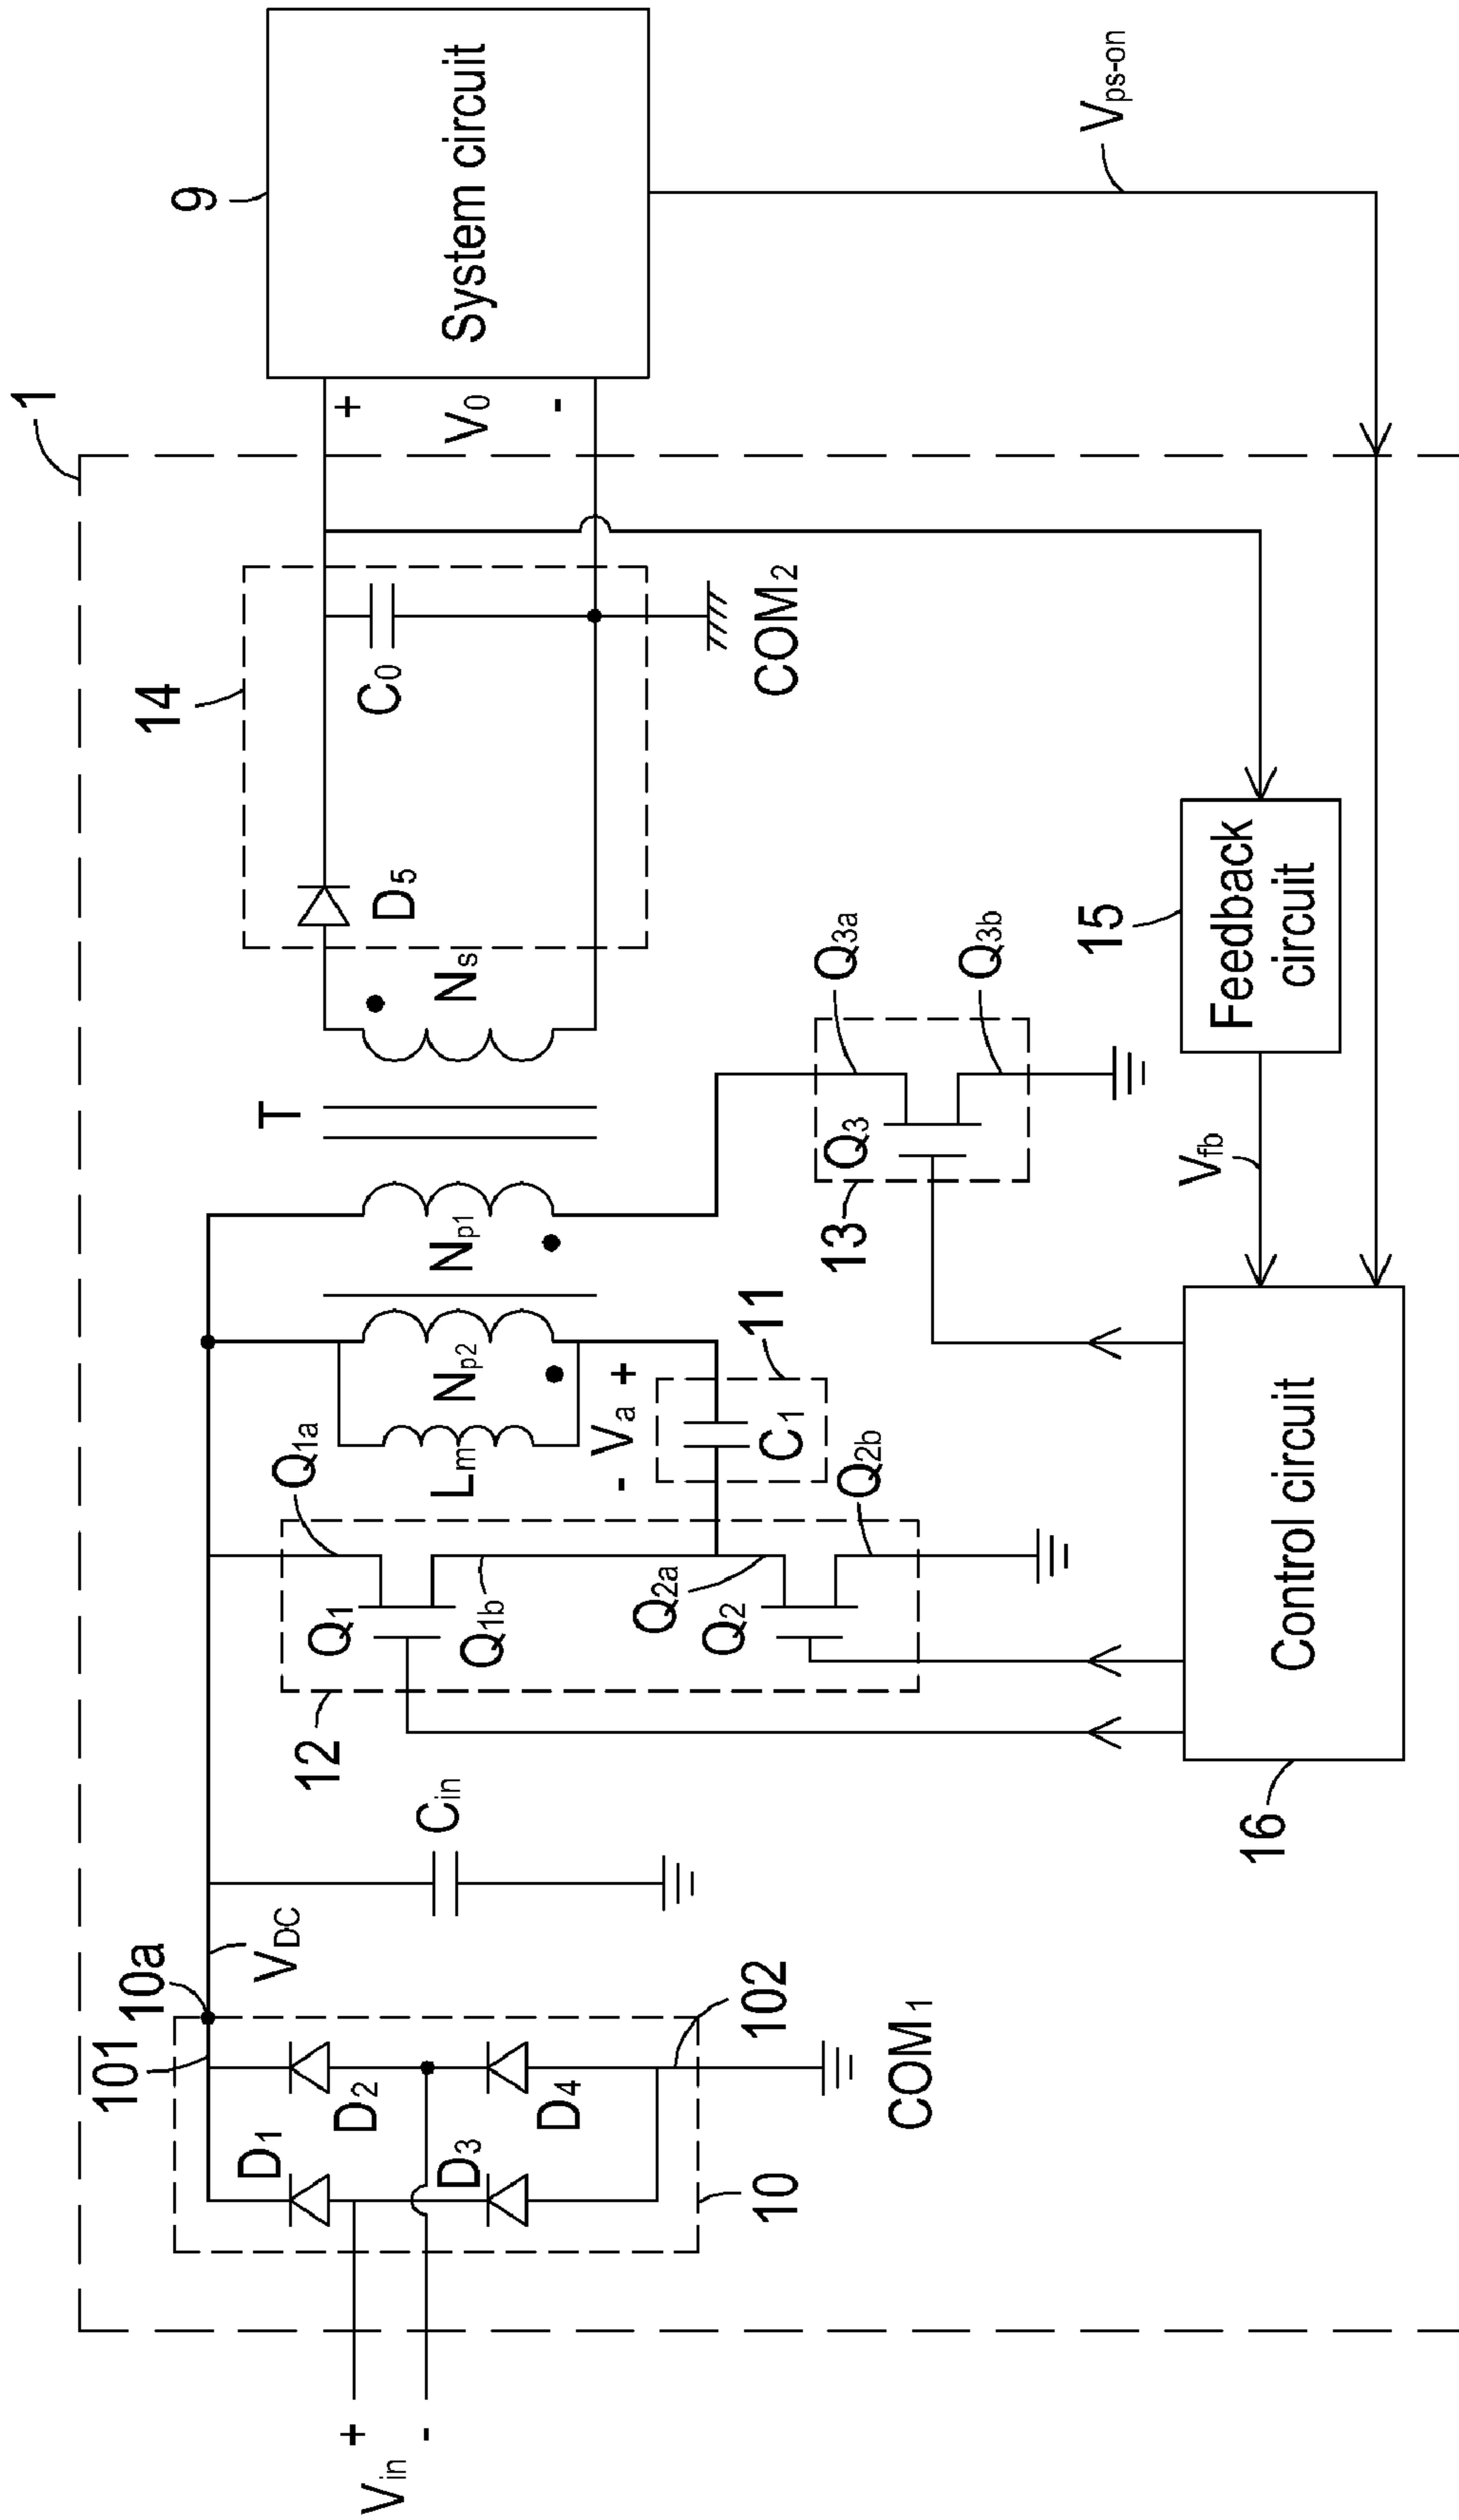 1
9
System circuit
+
V0
-
Vps-on
14
C0
COM2
D5
Ns
T
Np1
Np2
Lm
- Va +
11
C1
Q3a
Q3
Q3b
13
15
Feedback
circuit
Vfb
Q1a
Q1
Q1b
Q2a
Q2
Q2b
12
Control circuit
16
Cin
VDC
10a
101
D1
D2
D3
D4
102
10
COM1
+
Vin
-